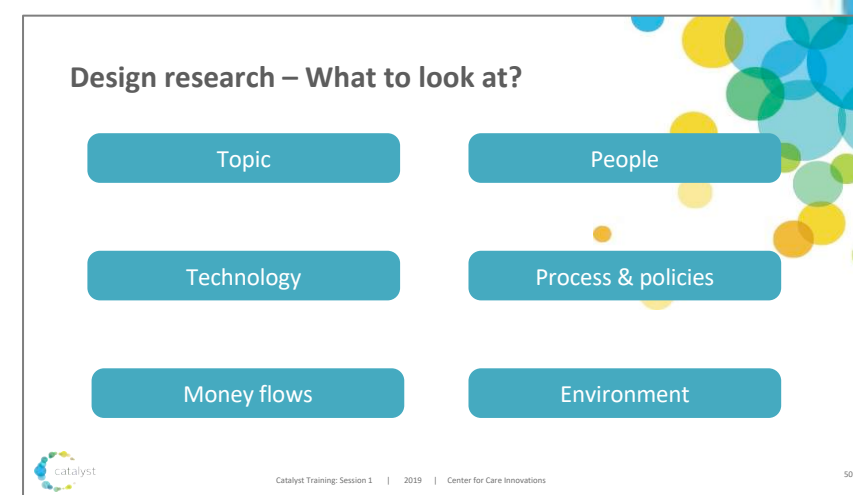 Design research – What to look at?
Topic
People
Technology
Process & policies
Money flows
Environment
catalyst
Catalyst Training: Session 1 | 2019 | Center for Care Innovations
50